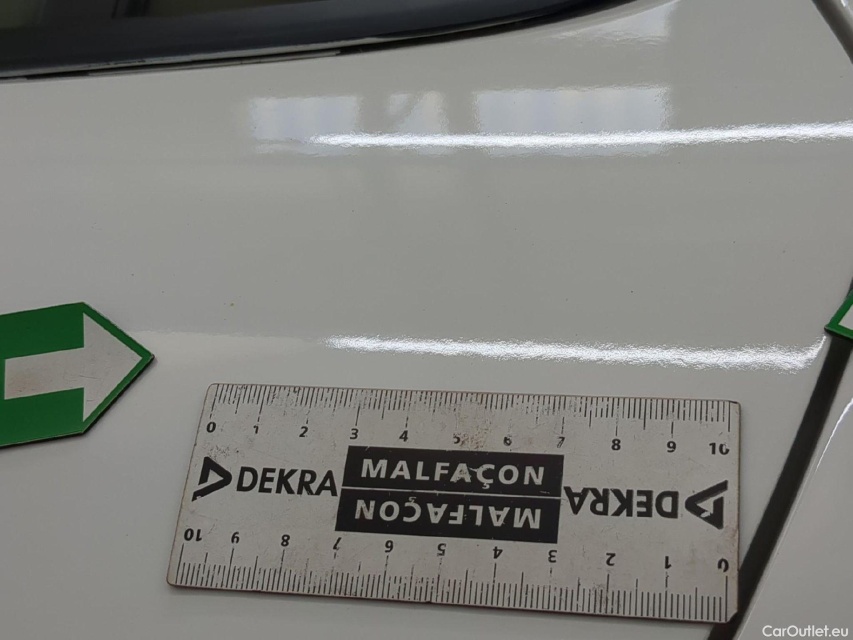 0 1 2 3 4 5 6 7 8 9 10
DEKRA MALFAÇON DEKRA
MALFAÇON
10 9 8 7 6 5 4 3 2 1 0
CarOutlet.eu